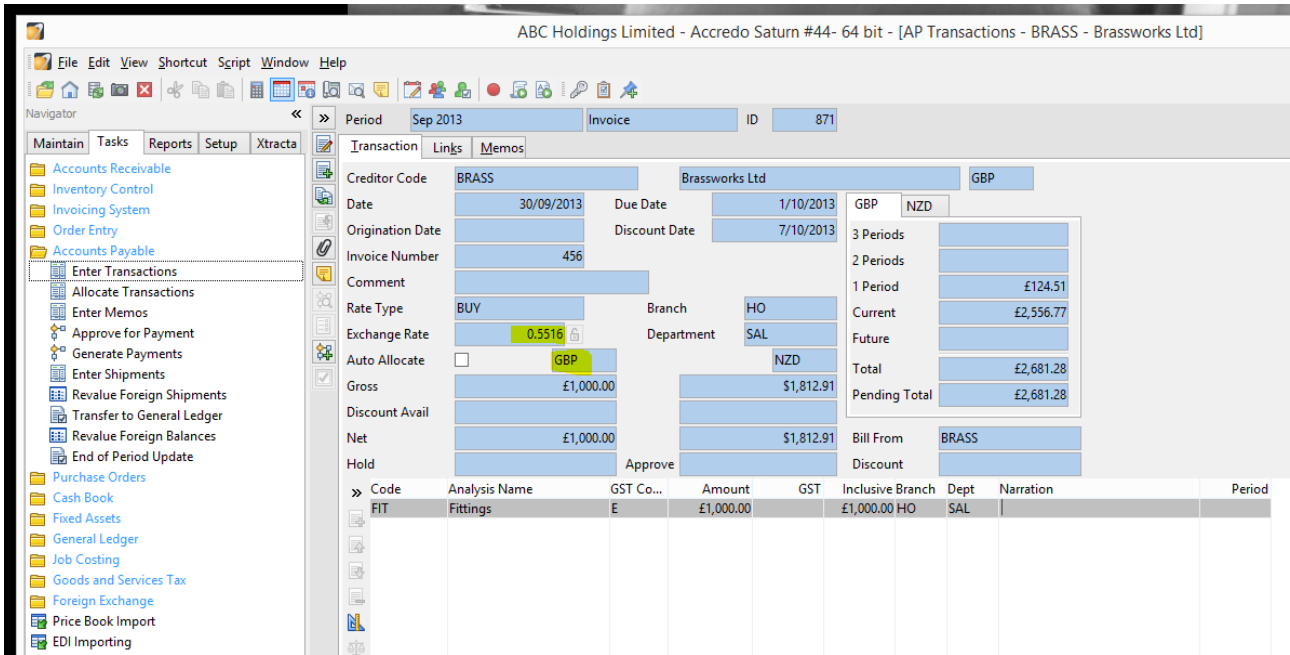 ABC Holdings Limited - Accredo Saturn #44- 64 bit - [AP Transactions - BRASS - Brassworks Ltd]
File Edit View Shortcut Script Window Help
Navigator
Maintain Tasks Reports Setup Xtracta
Accounts Receivable
Inventory Control
Invoicing System
Order Entry
Accounts Payable
Enter Transactions
Allocate Transactions
Enter Memos
Approve for Payment
Generate Payments
Enter Shipments
Revalue Foreign Shipments
Transfer to General Ledger
Revalue Foreign Balances
End of Period Update
Purchase Orders
Cash Book
Fixed Assets
General Ledger
Job Costing
Goods and Services Tax
Foreign Exchange
Price Book Import
EDI Importing
Period Sep 2013 Invoice ID 871
Transaction Links Memos
Creditor Code BRASS Brassworks Ltd GBP
Date 30/09/2013 Due Date 1/10/2013
Origination Date Discount Date 7/10/2013
Invoice Number 456
Comment
Rate Type BUY Branch HO
Exchange Rate 0.5516 Department SAL
Auto Allocate GBP NZD
Gross £1,000.00 $1,812.91
Discount Avail
Net £1,000.00 $1,812.91
Hold Approve
GBP NZD
3 Periods
2 Periods
1 Period £124.51
Current £2,556.77
Future
Total £2,681.28
Pending Total £2,681.28
Bill From BRASS
Discount
Code Analysis Name GST Co... Amount GST Inclusive Branch Dept Narration Period
FIT Fittings E £1,000.00 £1,000.00 HO SAL